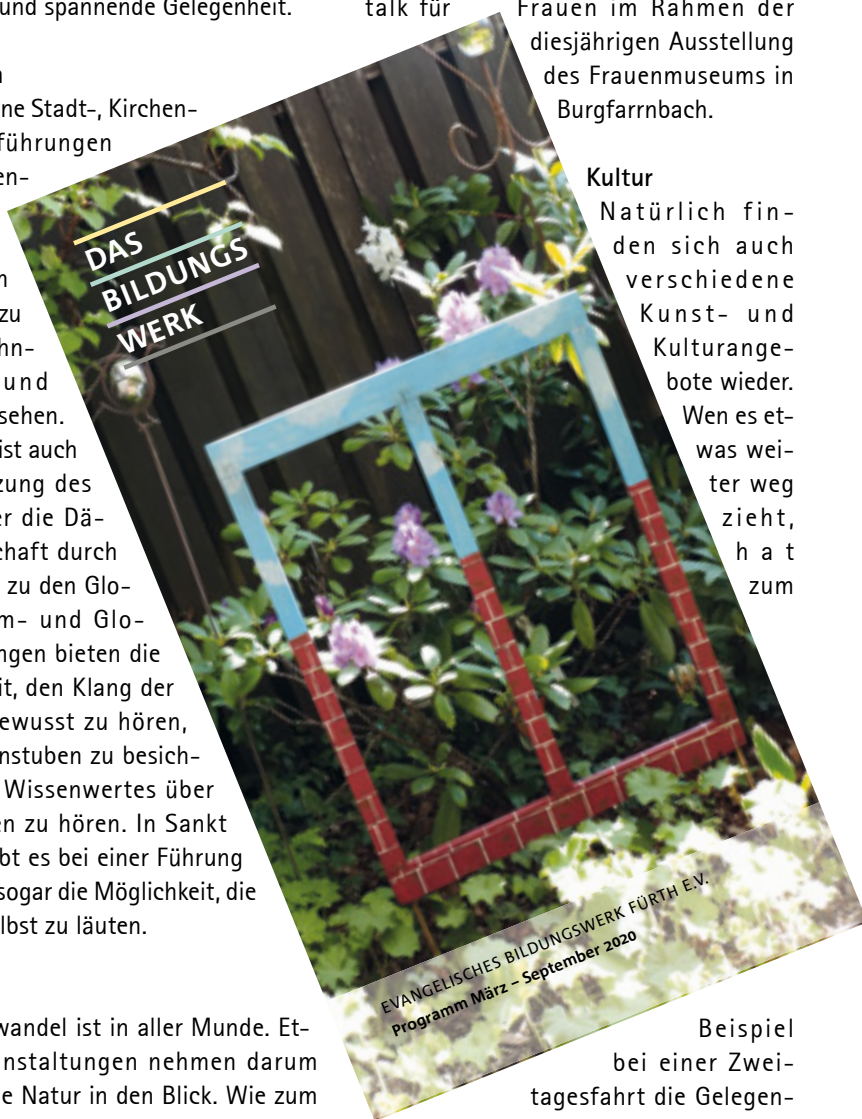 und spannende Gelegenheit.
ne Stadt-, Kirchen-
führungen
en-
zu
hn-
und
sehen.
ist auch
zung des
er die Dä-
chaft durch
zu den Glo-
m- und Glo-
ngen bieten die
it, den Klang der
ewusst zu hören,
nstuben zu besich-
Wissenwertes über
en zu hören. In Sankt
bt es bei einer Führung
sogar die Möglichkeit, die
lbst zu läuten.
wandel ist in aller Munde. Et-
nstaltungen nehmen darum
e Natur in den Blick. Wie zum
DAS
BILDUNGS
WERK
EVANGELISCHES BILDUNGSWERK FÜRTH E.V.
Programm März – September 2020
talk für Frauen im Rahmen der
diesjährigen Ausstellung
des Frauenmuseums in
Burgfarrnbach.
Kultur
Natürlich fin-
den sich auch
verschiedene
Kunst- und
Kulturange-
bote wieder.
Wen es et-
was wei-
ter weg
zieht,
hat
zum
Beispiel
bei einer Zwei-
tagesfahrt die Gelegen-